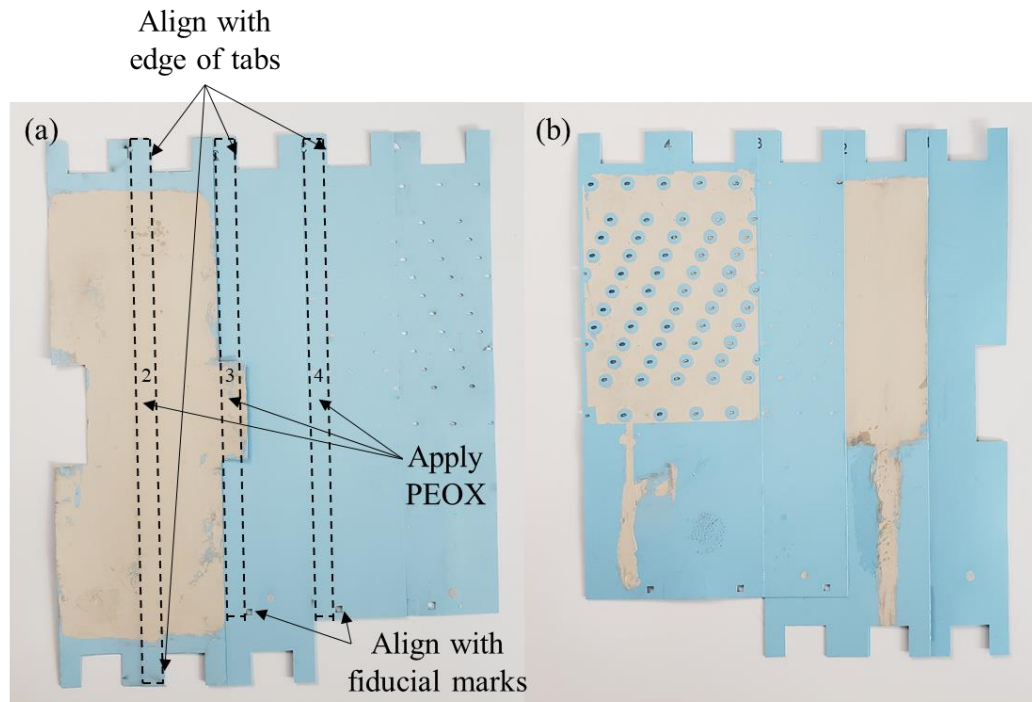 Align with
edge of tabs
(a)
(b)
4
3
2
1
2
3
4
Apply
PEOX
Align with
fiducial marks